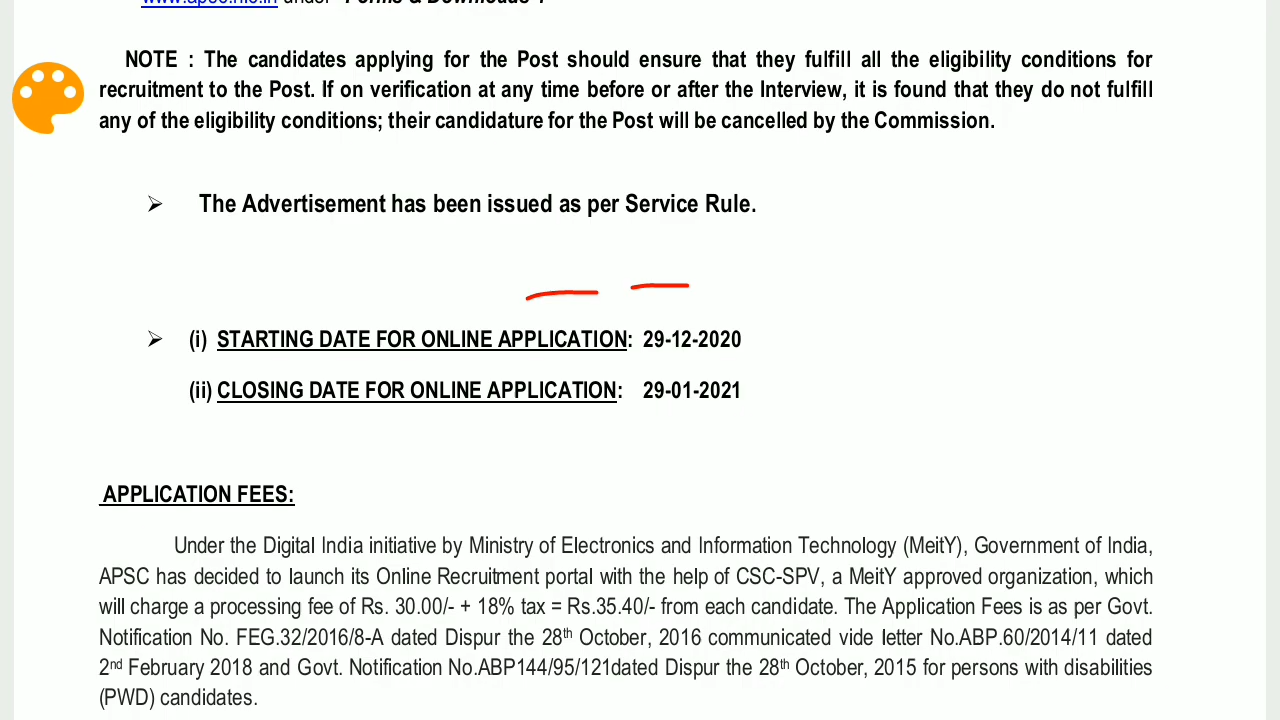 www.apsc.nic.in under "Forms & Downloads".
NOTE : The candidates applying for the Post should ensure that they fulfill all the eligibility conditions for
recruitment to the Post. If on verification at any time before or after the Interview, it is found that they do not fulfill
any of the eligibility conditions; their candidature for the Post will be cancelled by the Commission.
➢ The Advertisement has been issued as per Service Rule.
➢ (i) STARTING DATE FOR ONLINE APPLICATION: 29-12-2020
(ii) CLOSING DATE FOR ONLINE APPLICATION: 29-01-2021
APPLICATION FEES:
Under the Digital India initiative by Ministry of Electronics and Information Technology (MeitY), Government of India,
APSC has decided to launch its Online Recruitment portal with the help of CSC-SPV, a MeitY approved organization, which
will charge a processing fee of Rs. 30.00/- + 18% tax = Rs.35.40/- from each candidate. The Application Fees is as per Govt.
Notification No. FEG.32/2016/8-A dated Dispur the 28th October, 2016 communicated vide letter No.ABP.60/2014/11 dated
2nd February 2018 and Govt. Notification No.ABP144/95/121dated Dispur the 28th October, 2015 for persons with disabilities
(PWD) candidates.